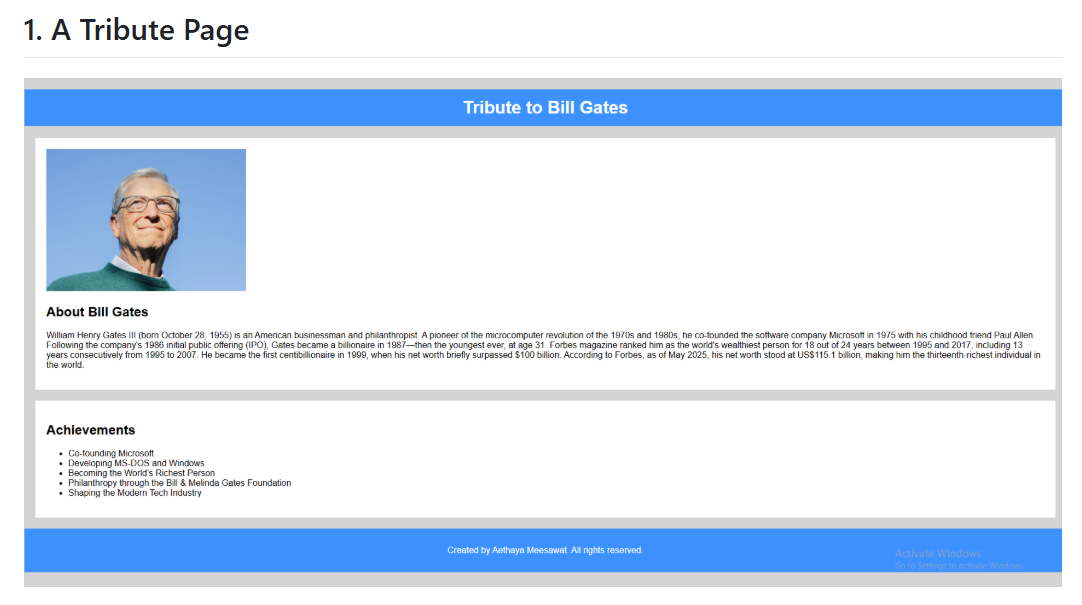 1. A Tribute Page
Tribute to Bill Gates
About Bill Gates
William Henry Gates III (born October 28, 1955) is an American businessman and philanthropist. A pioneer of the microcomputer revolution of the 1970s and 1980s, he co-founded the software company Microsoft in 1975 with his childhood friend Paul Allen.
Following the company's 1986 initial public offering (IPO), Gates became a billionaire in 1987—then the youngest ever, at age 31. Forbes magazine ranked him as the world's wealthiest person for 18 out of 24 years between 1995 and 2017, including 13
years consecutively from 1995 to 2007. He became the first centibillionaire in 1999, when his net worth briefly surpassed $100 billion. According to Forbes, as of May 2025, his net worth stood at US$115.1 billion, making him the thirteenth-richest individual in
the world.
Achievements
• Co-founding Microsoft
• Developing MS-DOS and Windows
• Becoming the World's Richest Person
• Philanthropy through the Bill & Melinda Gates Foundation
• Shaping the Modern Tech Industry
Created by Aethaya Meesawat. All rights reserved.
Activate Windows
Go to Settings to activate Windows.